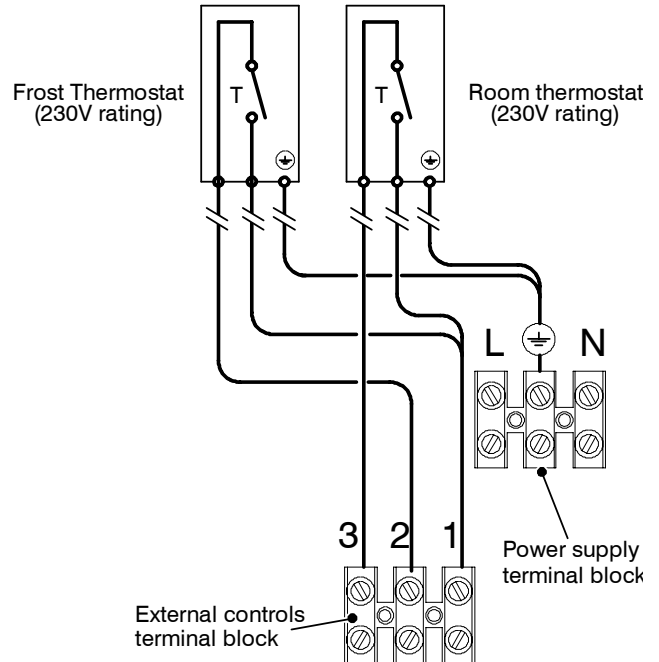 Frost Thermostat
(230V rating)
T
T
Room thermostat
(230V rating)
L
N
3
2
1
Power supply
terminal block
External controls
terminal block